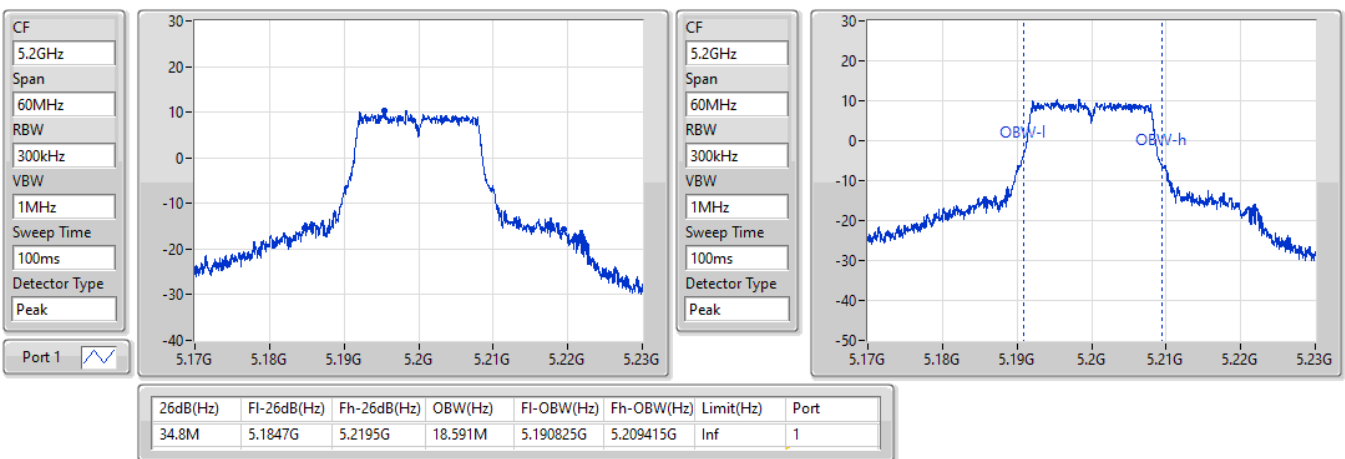 CF
5.2GHz
Span
60MHz
RBW
300kHz
VBW
1MHz
Sweep Time
100ms
Detector Type
Peak
Port 1
30
20
10
0
-10
-20
-30
-40
5.17G 5.18G 5.19G 5.2G 5.21G 5.22G 5.23G
CF
5.2GHz
Span
60MHz
RBW
300kHz
VBW
1MHz
Sweep Time
100ms
Detector Type
Peak
30
20
10
0
-10
-20
-30
-40
-50
OBW-l
OBW-h
5.17G 5.18G 5.19G 5.2G 5.21G 5.22G 5.23G
26dB(Hz) Fl-26dB(Hz) Fh-26dB(Hz) OBW(Hz) Fl-OBW(Hz) Fh-OBW(Hz) Limit(Hz) Port
34.8M 5.1847G 5.2195G 18.591M 5.190825G 5.209415G Inf 1